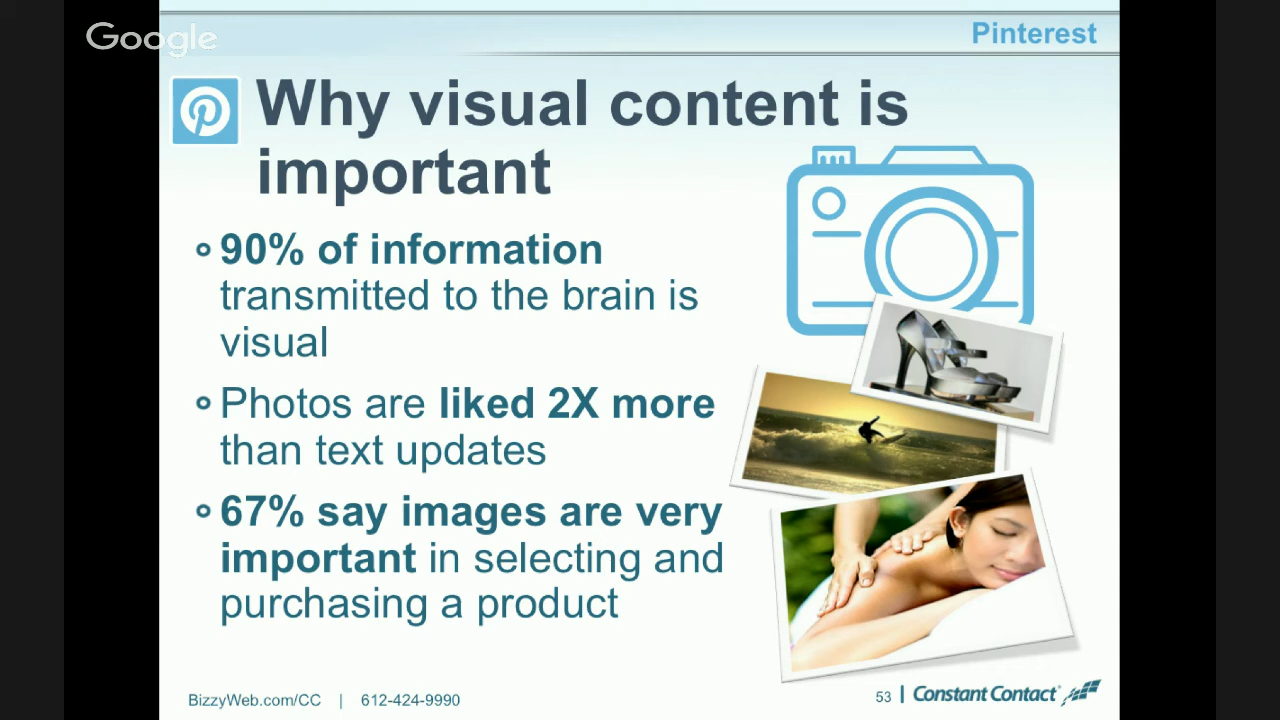 Google
Pinterest
Why visual content is
important
90% of information
transmitted to the brain is
visual
Photos are liked 2X more
than text updates
67% say images are very
important in selecting and
purchasing a product
BizzyWeb.com/CC | 612-424-9990
53 | Constant Contact